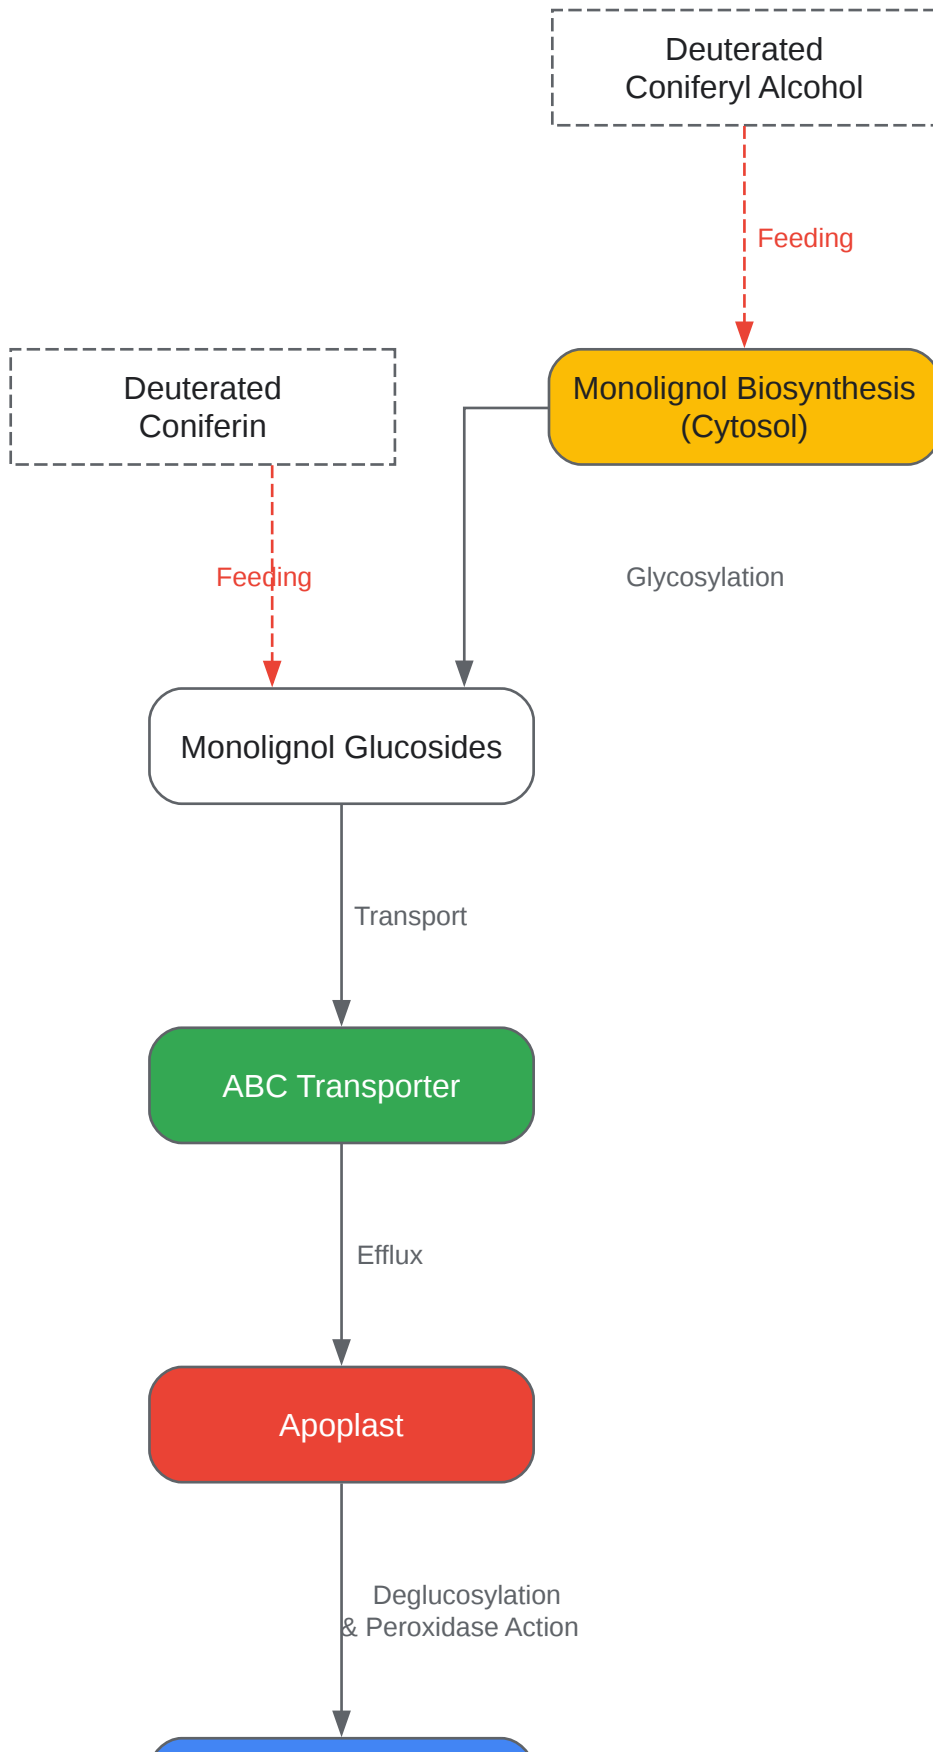 Deuterated
Coniferyl Alcohol
Feeding
Deuterated
Coniferin
Monolignol Biosynthesis
(Cytosol)
Feeding
Glycosylation
Monolignol Glucosides
Transport
ABC Transporter
Efflux
Apoplast
Deglucosylation
& Peroxidase Action